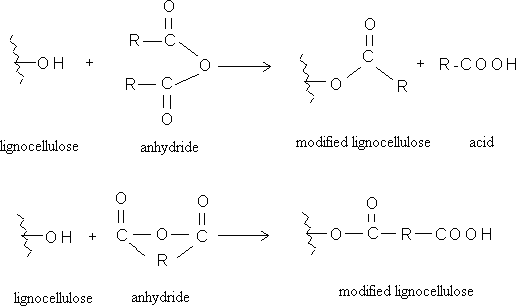 O
R—C
OH + O
R—C
O
O
C
O R
+ R-COOH
lignocellulose anhydride modified lignocellulose acid
O O
C—O—C
R
OH +
O
O—C—R—COOH
lignocellulose anhydride modified lignocellulose